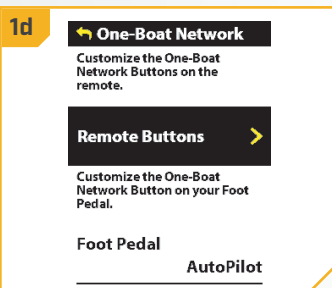 1d
One-Boat Network
Customize the One-Boat
Network Buttons on the
remote.
Remote Buttons
Customize the One-Boat
Network Button on your Foot
Pedal.
Foot Pedal
AutoPilot